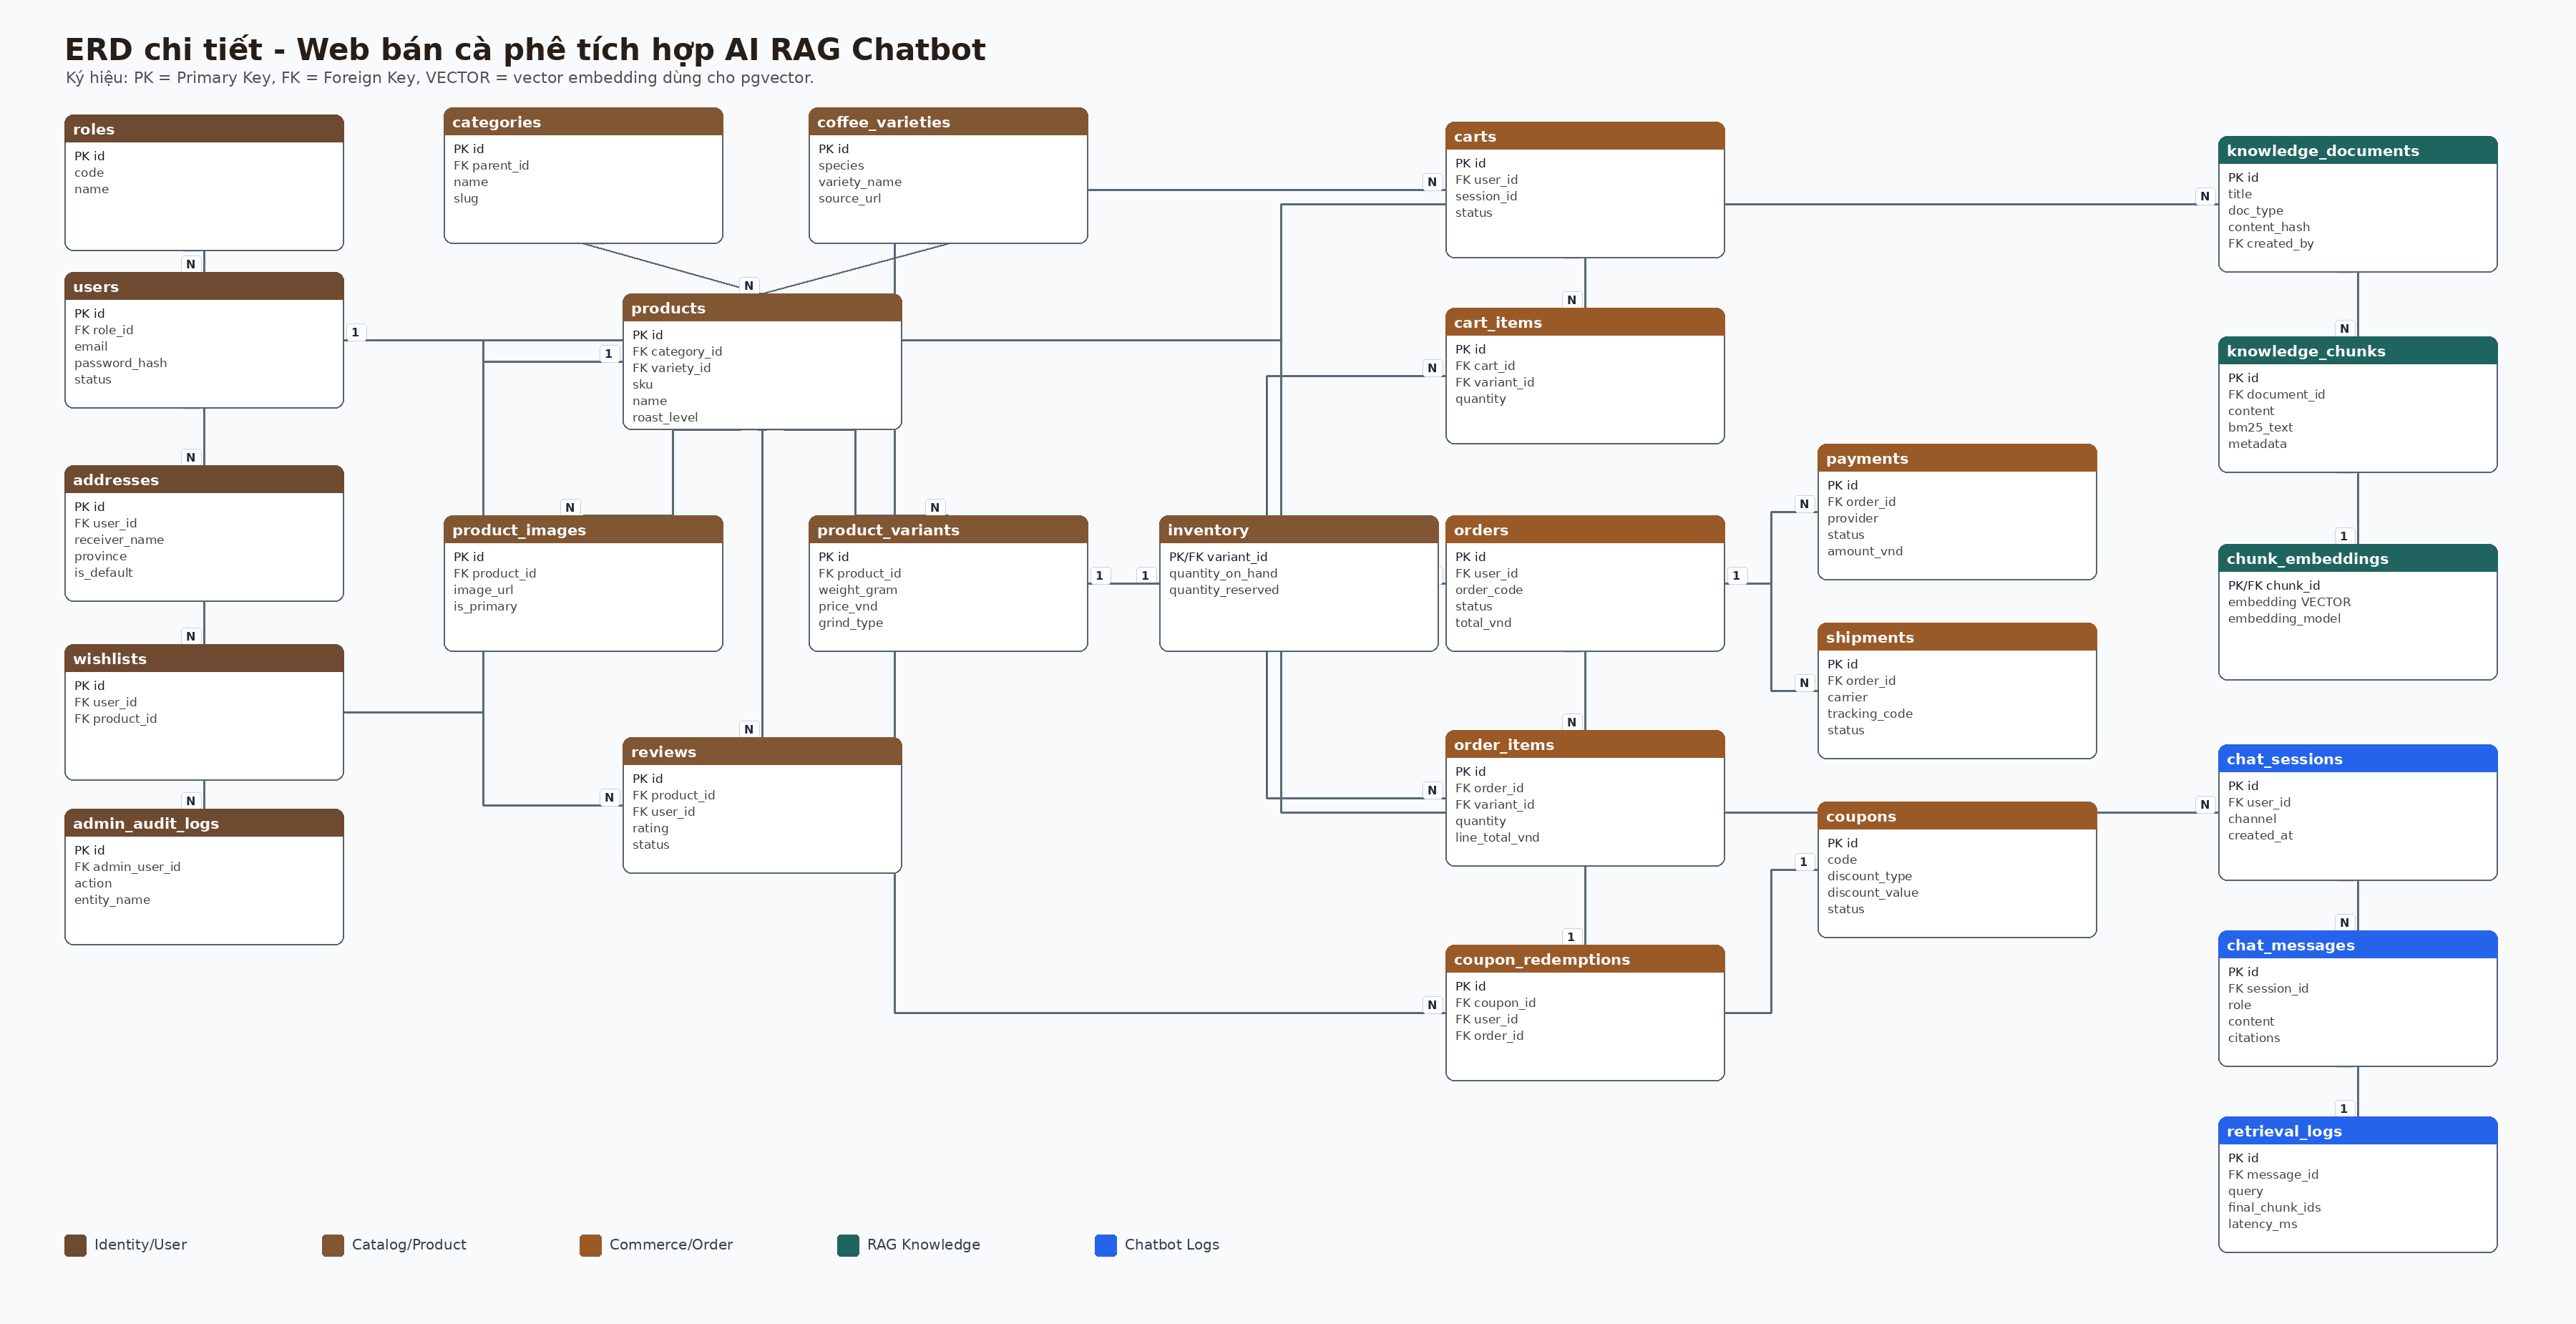 ERD chi tiết - Web bán cà phê tích hợp AI RAG Chatbot
Ký hiệu: PK = Primary Key, FK = Foreign Key, VECTOR = vector embedding dùng cho pgvector.
roles
PK id
code
name
N
users
PK id
FK role_id
email
password_hash
status
1
N
addresses
PK id
FK user_id
receiver_name
province
is_default
N
wishlists
PK id
FK user_id
FK product_id
N
admin_audit_logs
PK id
FK admin_user_id
action
entity_name
categories
PK id
FK parent_id
name
slug
coffee_varieties
PK id
species
variety_name
source_url
N
products
PK id
FK category_id
FK variety_id
sku
name
roast_level
1
N
product_images
PK id
FK product_id
image_url
is_primary
N
product_variants
PK id
FK product_id
weight_gram
price_vnd
grind_type
1
1
inventory
PK/FK variant_id
quantity_on_hand
quantity_reserved
N
N
reviews
PK id
FK product_id
FK user_id
rating
status
N
carts
PK id
FK user_id
session_id
status
N
N
cart_items
PK id
FK cart_id
FK variant_id
quantity
orders
PK id
FK user_id
order_code
status
total_vnd
1
N
N
order_items
PK id
FK order_id
FK variant_id
quantity
line_total_vnd
1
N
coupon_redemptions
PK id
FK coupon_id
FK user_id
FK order_id
N
payments
PK id
FK order_id
provider
status
amount_vnd
N
shipments
PK id
FK order_id
carrier
tracking_code
status
1
coupons
PK id
code
discount_type
discount_value
status
N
knowledge_documents
PK id
title
doc_type
content_hash
FK created_by
N
knowledge_chunks
PK id
FK document_id
content
bm25_text
metadata
1
chunk_embeddings
PK/FK chunk_id
embedding VECTOR
embedding_model
N
chat_sessions
PK id
FK user_id
channel
created_at
N
chat_messages
PK id
FK session_id
role
content
citations
1
retrieval_logs
PK id
FK message_id
query
final_chunk_ids
latency_ms
Identity/User
Catalog/Product
Commerce/Order
RAG Knowledge
Chatbot Logs